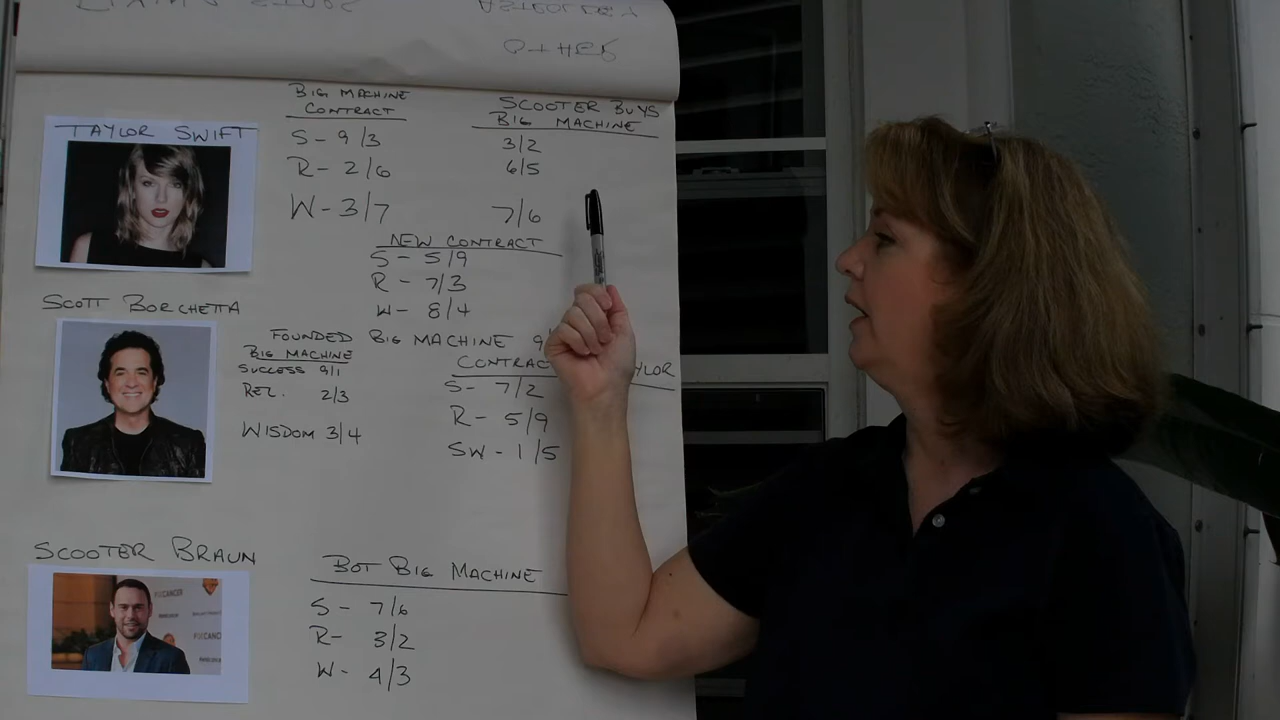 OTHER
TAYLOR SWIFT
BIG MACHINE
CONTRACT
S - 9/3
R - 2/6
W - 3/7
SCOOTER BUYS
BIG MACHINE
3/2
6/5
7/6
NEW CONTRACT
S - 5/9
R - 7/3
W - 8/4
SCOTT BORCHETTA
FOUNDED BIG MACHINE
BIG MACHINE
SUCCESS 9/1
REL. 2/3
WISDOM 3/4
S - 7/2
R - 5/9
SW - 1/5
SCOOTER BRAUN
BOT BIG MACHINE
S - 7/6
R - 3/2
W - 4/3